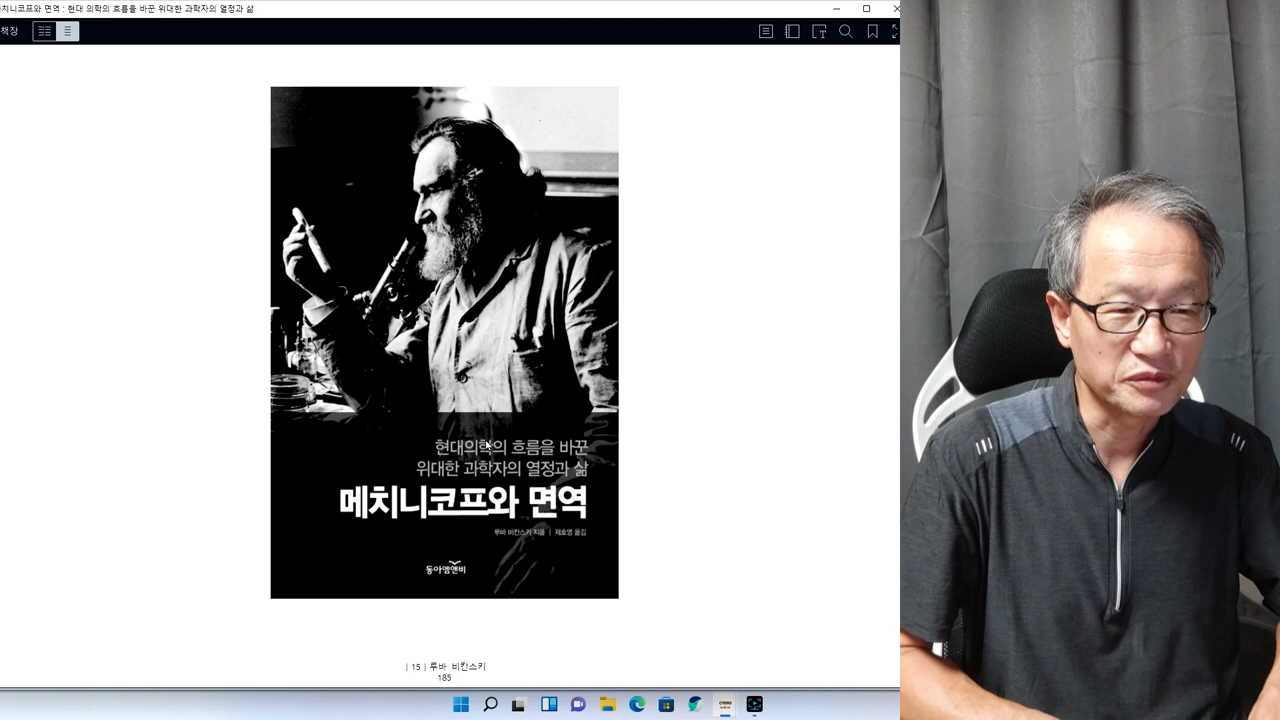 치니코프와 면역 : 현대 의학의 흐름을 바꾼 위대한 과학자의 열정과 삶
책장
현대의학의 흐름을 바꾼
위대한 과학자의 열정과 삶
메치니코프와 면역
루바 비칸스키 지음 | 제효영 옮김
동아엠앤비
| 15 | 루바 비칸스키
185